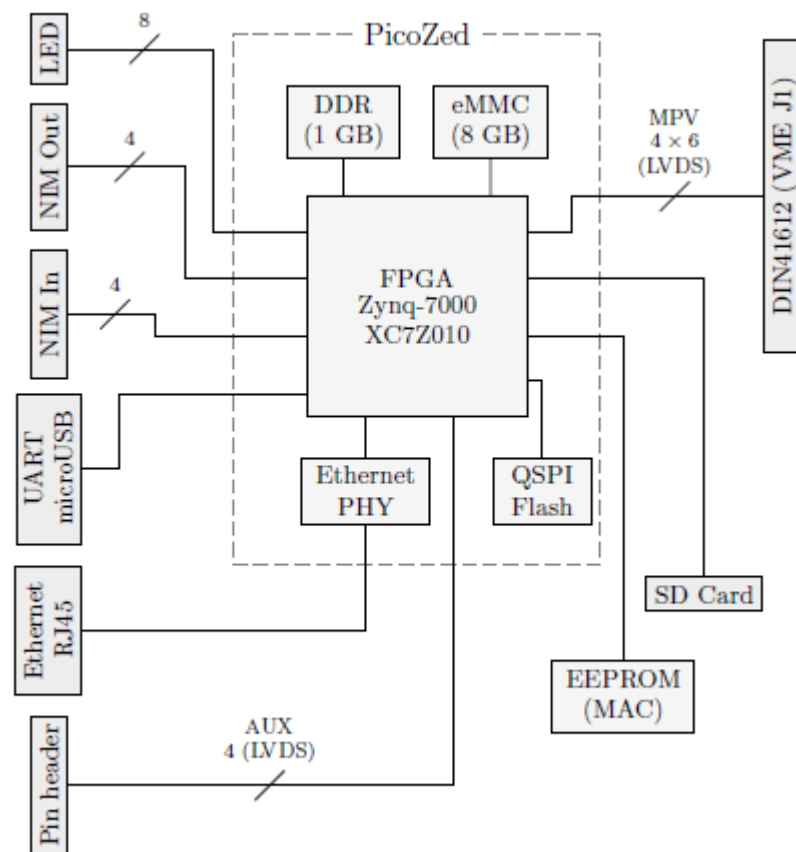 PicoZed
LED
8
DDR
(1 GB)
eMMC
(8 GB)
MPV
4 × 6
(LVDS)
DIN41612 (VME J1)
NIM Out
4
NIM In
4
FPGA
Zynq-7000
XC7Z010
UART
microUSB
Ethernet
PHY
QSPI
Flash
Ethernet
RJ45
SD Card
EEPROM
(MAC)
AUX
4 (LVDS)
Pin header